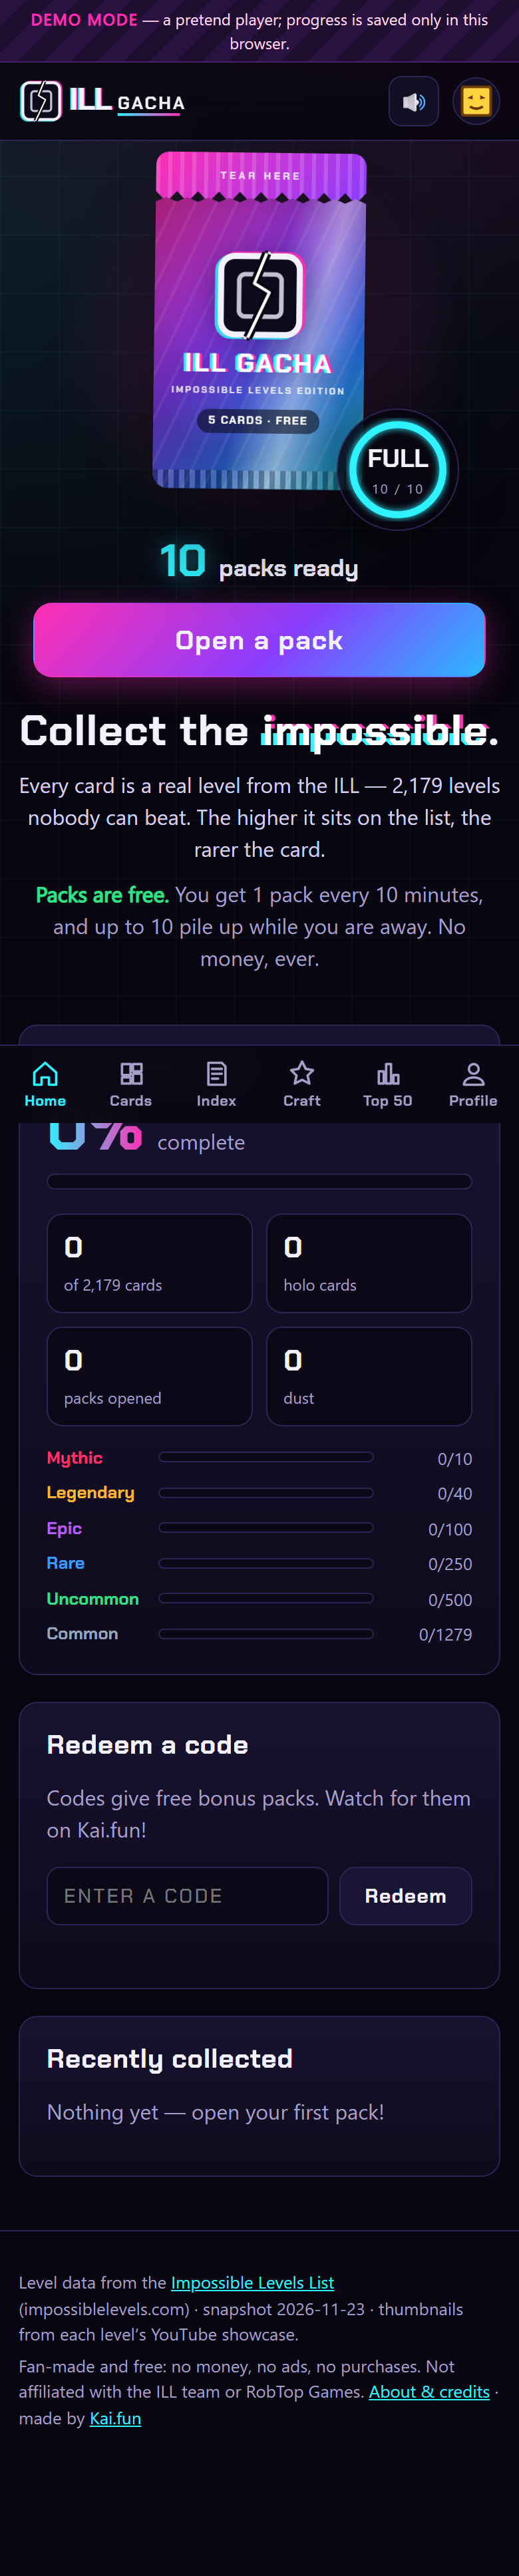 DEMO MODE — a pretend player; progress is saved only in this
browser.
ILL GACHA
TEAR HERE
ILL GACHA
IMPOSSIBLE LEVELS EDITION
5 CARDS · FREE
FULL
10 / 10
10 packs ready
Open a pack
Collect the impossible.
Every card is a real level from the ILL — 2,179 levels
nobody can beat. The higher it sits on the list, the
rarer the card.
Packs are free. You get 1 pack every 10 minutes,
and up to 10 pile up while you are away. No
money, ever.
Home Cards Index Craft Top 50 Profile
0% complete
0
of 2,179 cards
0
holo cards
0
packs opened
0
dust
Mythic 0/10
Legendary 0/40
Epic 0/100
Rare 0/250
Uncommon 0/500
Common 0/1279
Redeem a code
Codes give free bonus packs. Watch for them
on Kai.fun!
ENTER A CODE
Redeem
Recently collected
Nothing yet — open your first pack!
Level data from the Impossible Levels List
(impossiblelevels.com) · snapshot 2026-11-23 · thumbnails
from each level’s YouTube showcase.
Fan-made and free: no money, no ads, no purchases. Not
affiliated with the ILL team or RobTop Games. About & credits ·
made by Kai.fun